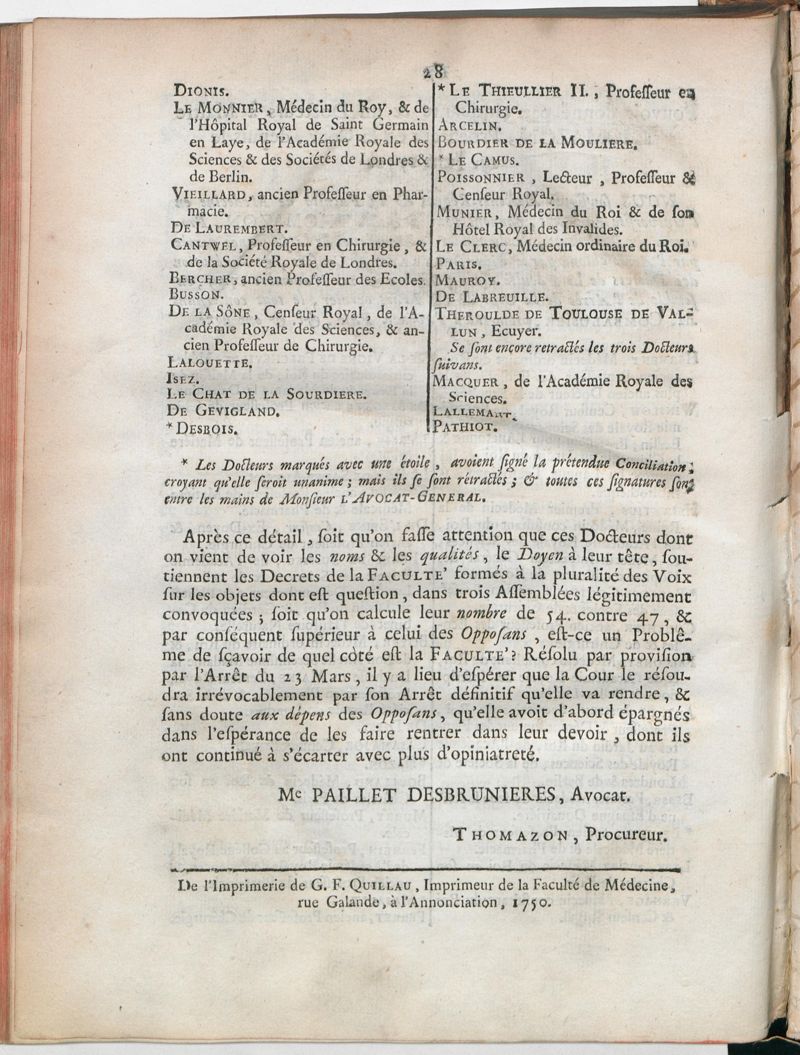 28
DIONIS.
LE MONNIER, Médecin du Roy, & de
l'Hôpital Royal de Saint Germain
en Laye, de l'Académie Royale des
Sciences & des Sociétés de Londres &
de Berlin.
VIEILLARD, ancien Profeſſeur en Phar-
macie.
DE LAUREMBERT.
CANTWEL, Profeſſeur en Chirurgie, &
de la Société Royale de Londres.
BERCHER, ancien Profeſſeur des Ecoles.
BUSSON.
DE LA SÔNE, Cenſeur Royal, de l'A-
cadémie Royale des Sciences, & an-
cien Profeſſeur de Chirurgie.
LALOUETTE.
ISEZ.
LE CHAT DE LA SOURDIERE.
DE GEVIGLAND.
* DESBOIS.
* LE THIEULLIER II., Profeſſeur en
Chirurgie.
ARCELIN.
BOURDIER DE LA MOULIERE.
* LE CAMUS.
POISSONNIER, Lecteur, Profeſſeur &
Cenſeur Royal.
MUNIER, Médecin du Roi & de ſon
Hôtel Royal des Invalides.
LE CLERC, Médecin ordinaire du Roi.
PARIS.
MAUROY.
DE LABREUILLE.
THEROULDE DE TOULOUSE DE VAL-
LUN, Ecuyer.
Se ſont encore retractés les trois Docteurs
ſuivans.
MACQUER, de l'Académie Royale des
Sciences.
LALLEMANT.
PATHIOT.
* Les Docteurs marqués avec une étoile, avoient ſigné la prétendue Conciliation;
croyant qu'elle ſeroit unanime; mais ils ſe ſont rétractés; & toutes ces ſignatures ſont
entre les mains de Monſieur L'AVOCAT-GENERAL.
Après ce détail, ſoit qu'on faſſe attention que ces Docteurs dont
on vient de voir les noms & les qualités, le Doyen à leur tête, ſou-
tiennent les Decrets de la FACULTE' formés à la pluralité des Voix
ſur les objets dont eſt queſtion, dans trois Aſſemblées légitimement
convoquées; ſoit qu'on calcule leur nombre de 54. contre 47, &
par conſéquent ſupérieur à celui des Oppoſans, eſt-ce un Problê-
me de ſçavoir de quel côté eſt la FACULTE'? Réſolu par proviſion
par l'Arrêt du 23 Mars, il y a lieu d'eſpérer que la Cour le réſou-
dra irrévocablement par ſon Arrêt définitif qu'elle va rendre, &
ſans doute aux dépens des Oppoſans, qu'elle avoit d'abord épargnés
dans l'eſpérance de les faire rentrer dans leur devoir, dont ils
ont continué à s'écarter avec plus d'opiniatreté.
Me PAILLET DESBRUNIERES, Avocat.
THOMAZON, Procureur.
De l'Imprimerie de G. F. QUILLAU, Imprimeur de la Faculté de Médecine,
rue Galande, à l'Annonciation, 1750.